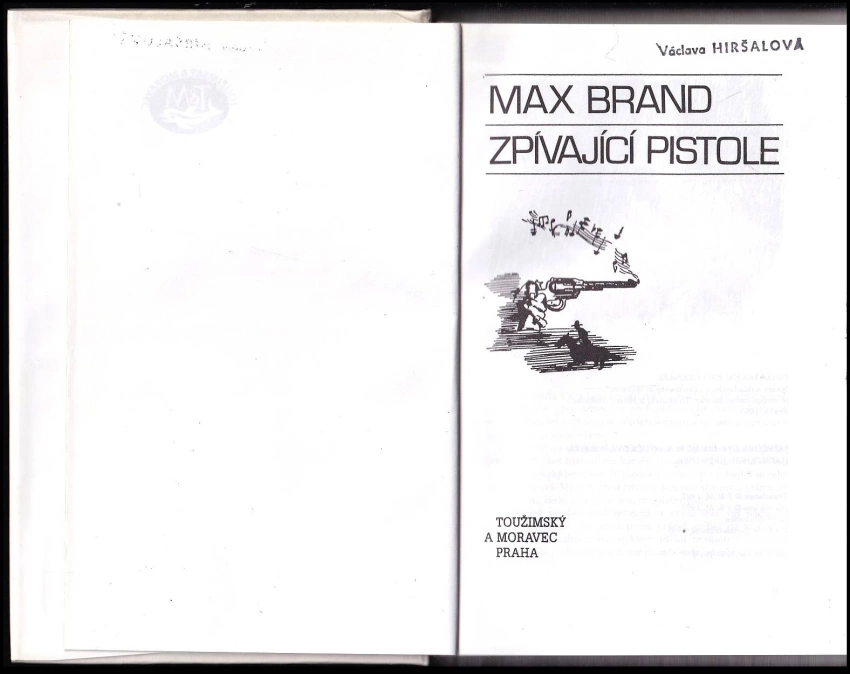 Václava HIRŠALOVÁ
MAX BRAND
ZPÍVAJÍCÍ PISTOLE
TOUŽIMSKÝ
A MORAVEC
PRAHA